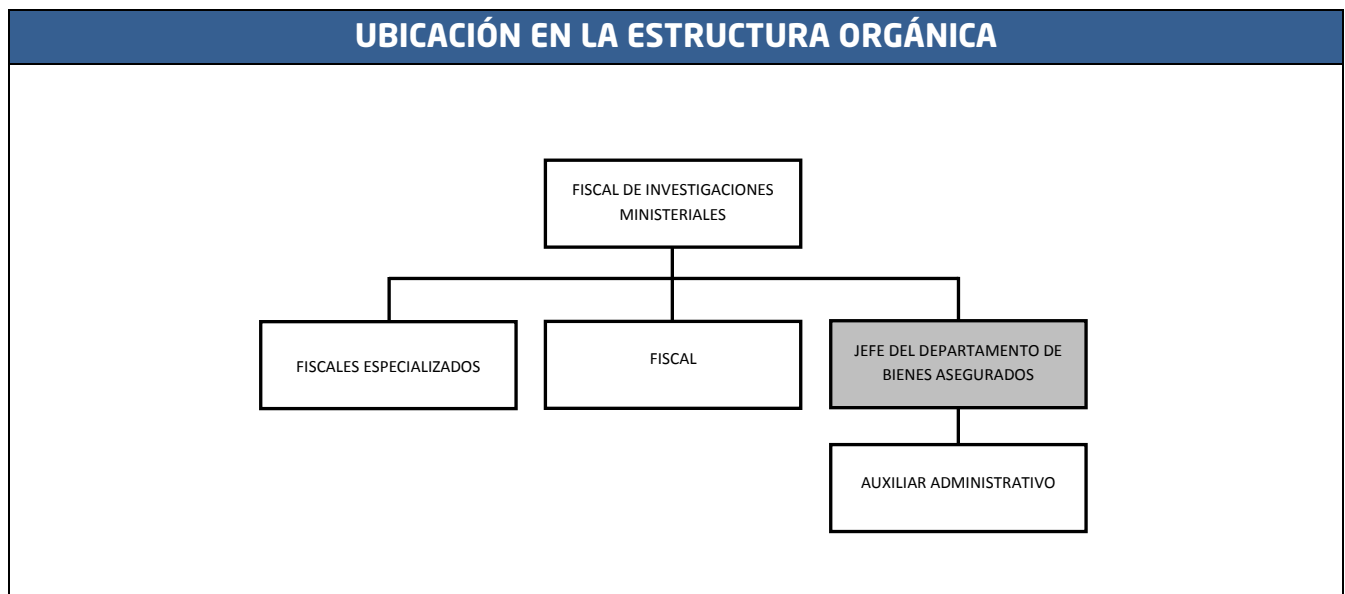 UBICACIÓN EN LA ESTRUCTURA ORGÁNICA
FISCAL DE INVESTIGACIONES
MINISTERIALES
FISCALES ESPECIALIZADOS
FISCAL
JEFE DEL DEPARTAMENTO DE
BIENES ASEGURADOS
AUXILIAR ADMINISTRATIVO